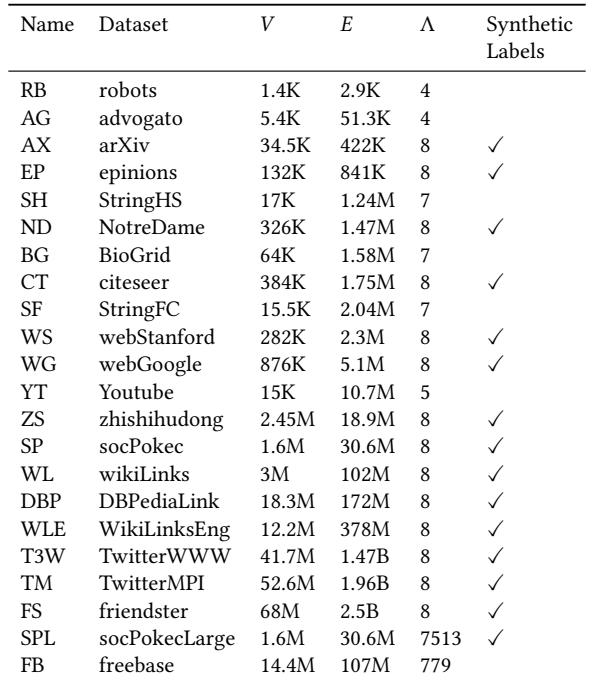 Name Dataset V E Λ Synthetic
Labels
RB robots 1.4K 2.9K 4
AG advogato 5.4K 51.3K 4
AX arXiv 34.5K 422K 8 ✓
EP epinions 132K 841K 8 ✓
SH StringHS 17K 1.24M 7
ND NotreDame 326K 1.47M 8 ✓
BG BioGrid 64K 1.58M 7
CT citeseer 384K 1.75M 8 ✓
SF StringFC 15.5K 2.04M 7
WS webStanford 282K 2.3M 8 ✓
WG webGoogle 876K 5.1M 8 ✓
YT Youtube 15K 10.7M 5
ZS zhishihudong 2.45M 18.9M 8 ✓
SP socPokec 1.6M 30.6M 8 ✓
WL wikiLinks 3M 102M 8 ✓
DBP DBPediaLink 18.3M 172M 8 ✓
WLE WikiLinksEng 12.2M 378M 8 ✓
T3W TwitterWWW 41.7M 1.47B 8 ✓
TM TwitterMPI 52.6M 1.96B 8 ✓
FS friendster 68M 2.5B 8 ✓
SPL socPokecLarge 1.6M 30.6M 7513 ✓
FB freebase 14.4M 107M 779